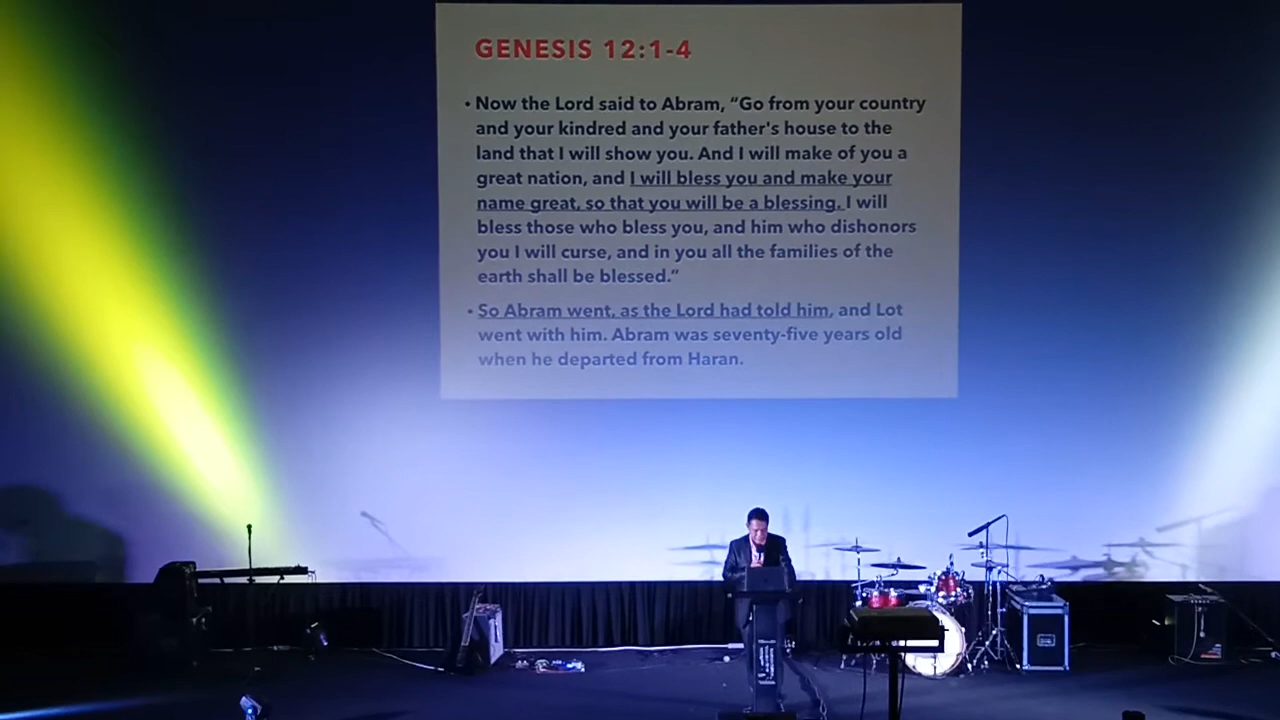 GENESIS 12:1-4
• Now the Lord said to Abram, “Go from your country
and your kindred and your father's house to the
land that I will show you. And I will make of you a
great nation, and I will bless you and make your
name great, so that you will be a blessing. I will
bless those who bless you, and him who dishonors
you I will curse, and in you all the families of the
earth shall be blessed.”
• So Abram went, as the Lord had told him, and Lot
went with him. Abram was seventy-five years old
when he departed from Haran.